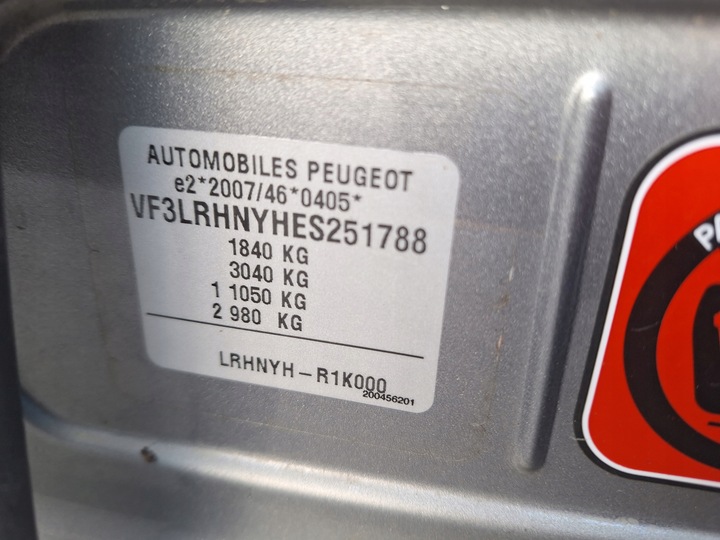 AUTOMOBILES PEUGEOT
e2*2007/46*0405*
VF3LRHNYHES251788
1840 KG
3040 KG
1 1050 KG
2 980 KG
LRHNYH-R1K000
200456201